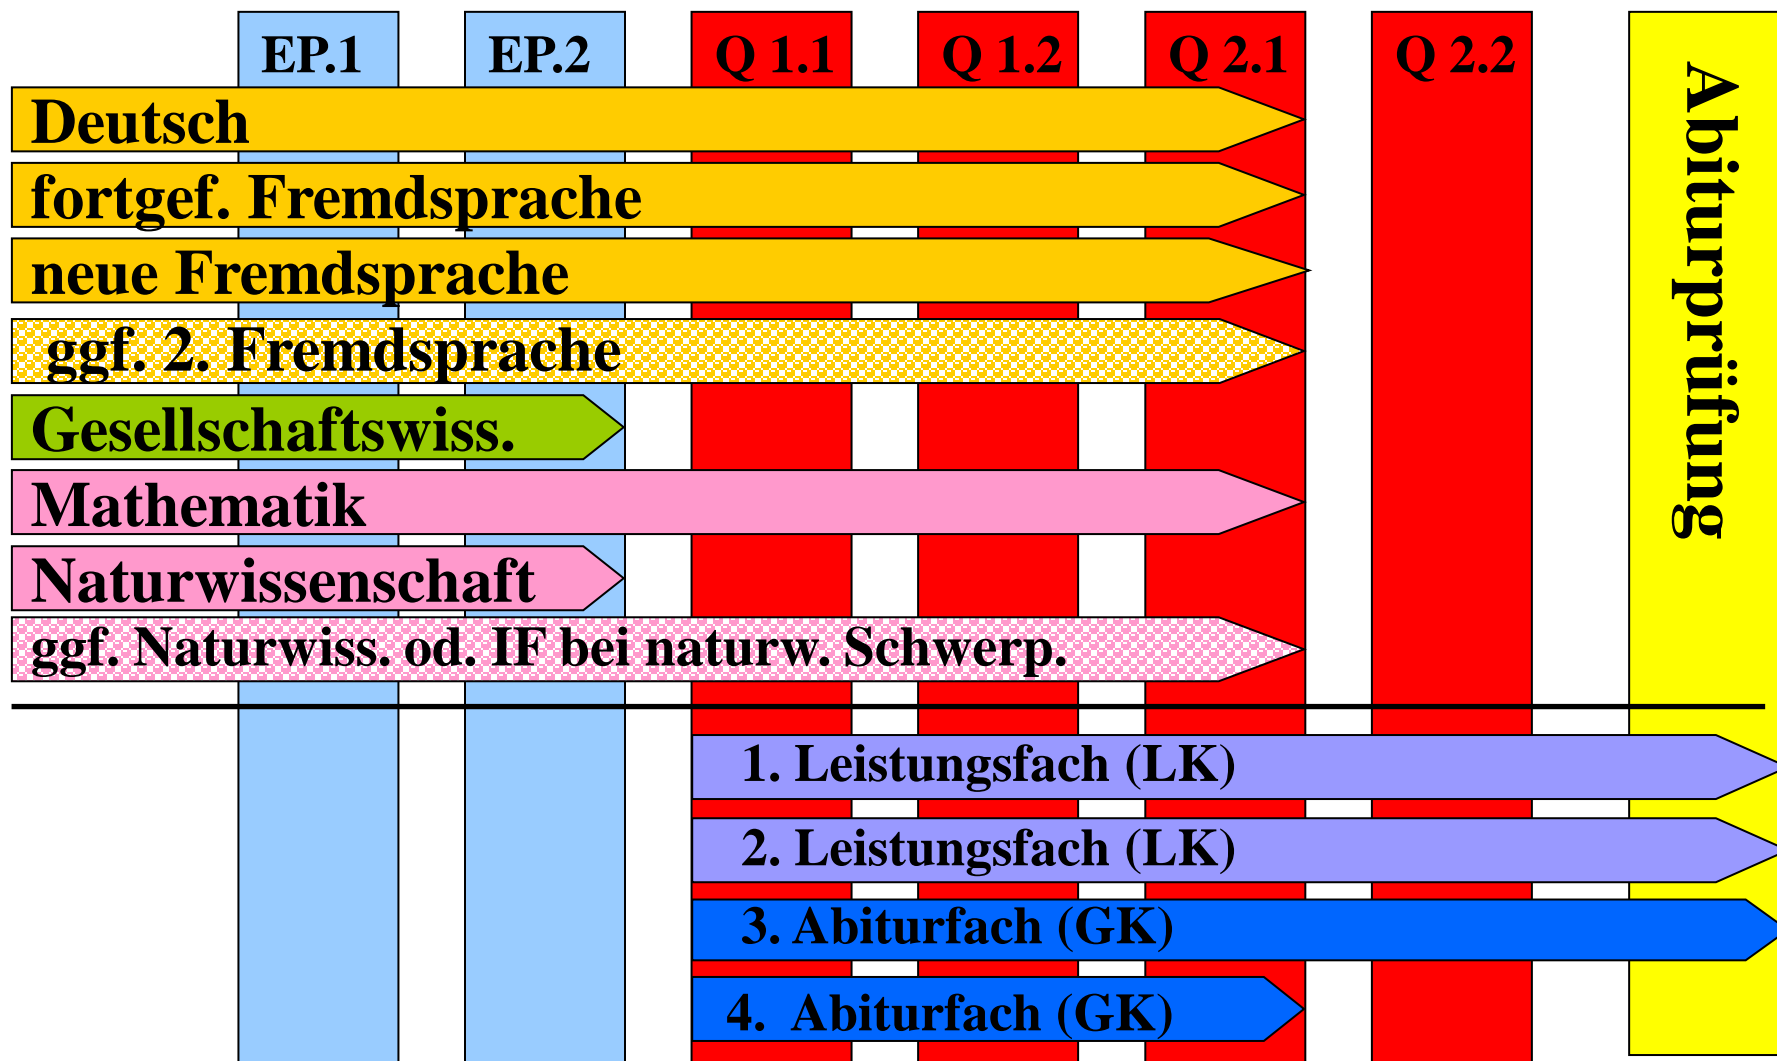 EP.1 EP.2 Q 1.1 Q 1.2 Q 2.1 Q 2.2
Abiturprüfung
Deutsch
fortgef. Fremdsprache
neue Fremdsprache
ggf. 2. Fremdsprache
Gesellschaftswiss.
Mathematik
Naturwissenschaft
ggf. Naturwiss. od. IF bei naturw. Schwerp.
1. Leistungsfach (LK)
2. Leistungsfach (LK)
3. Abiturfach (GK)
4. Abiturfach (GK)